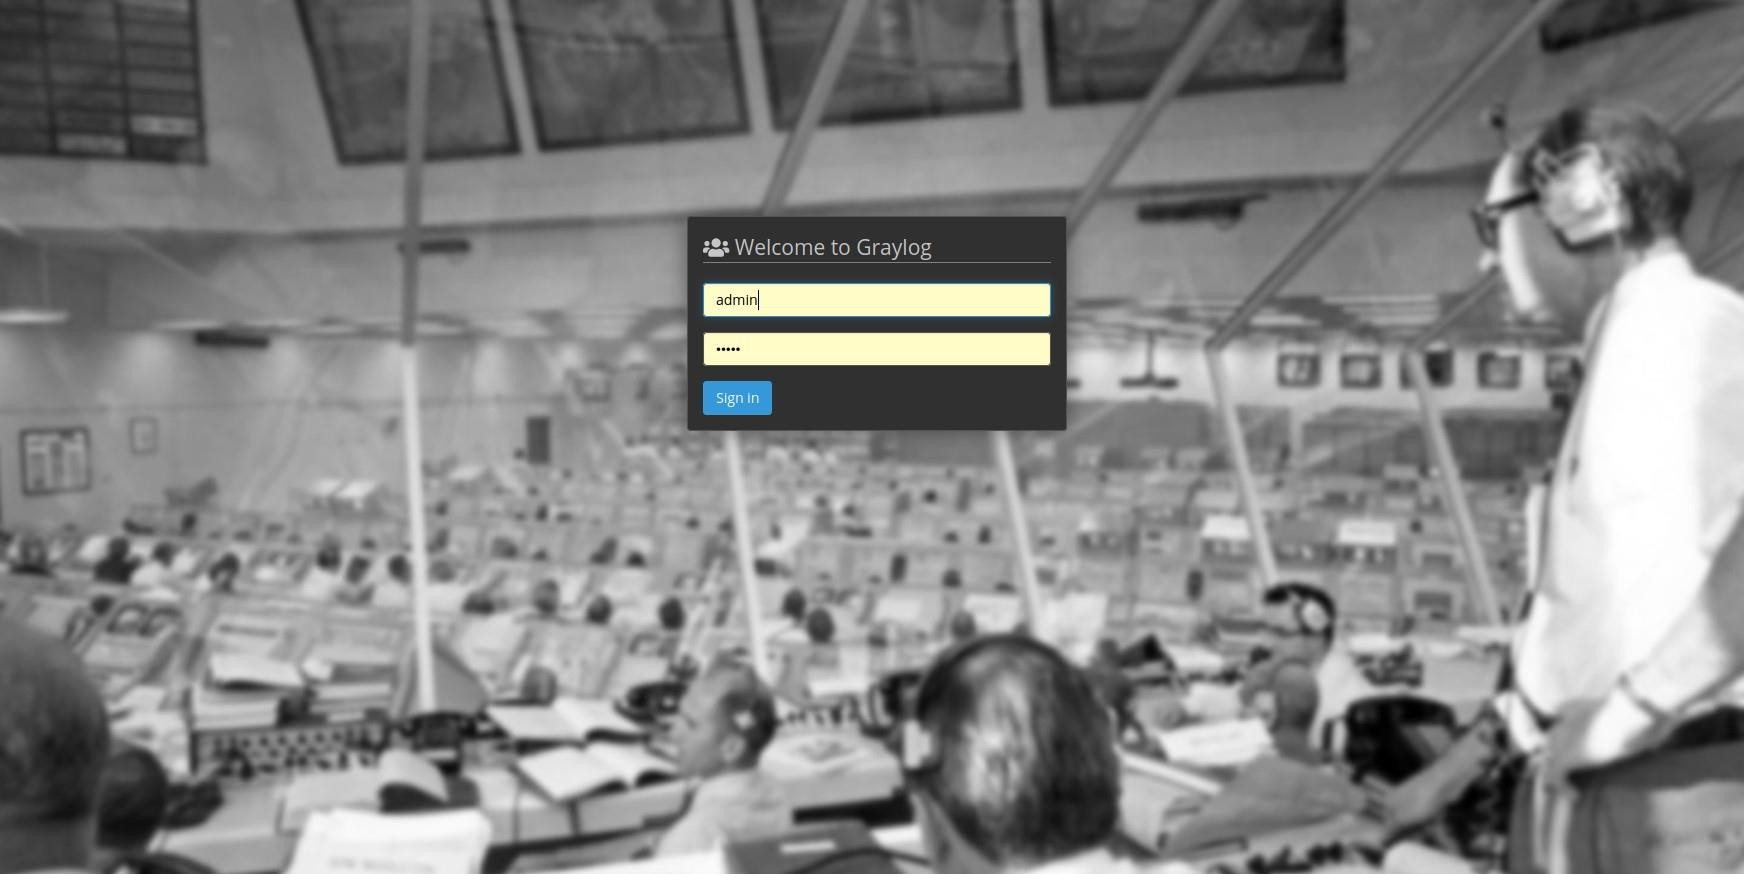 Welcome to Graylog
admin
•••••
Sign in